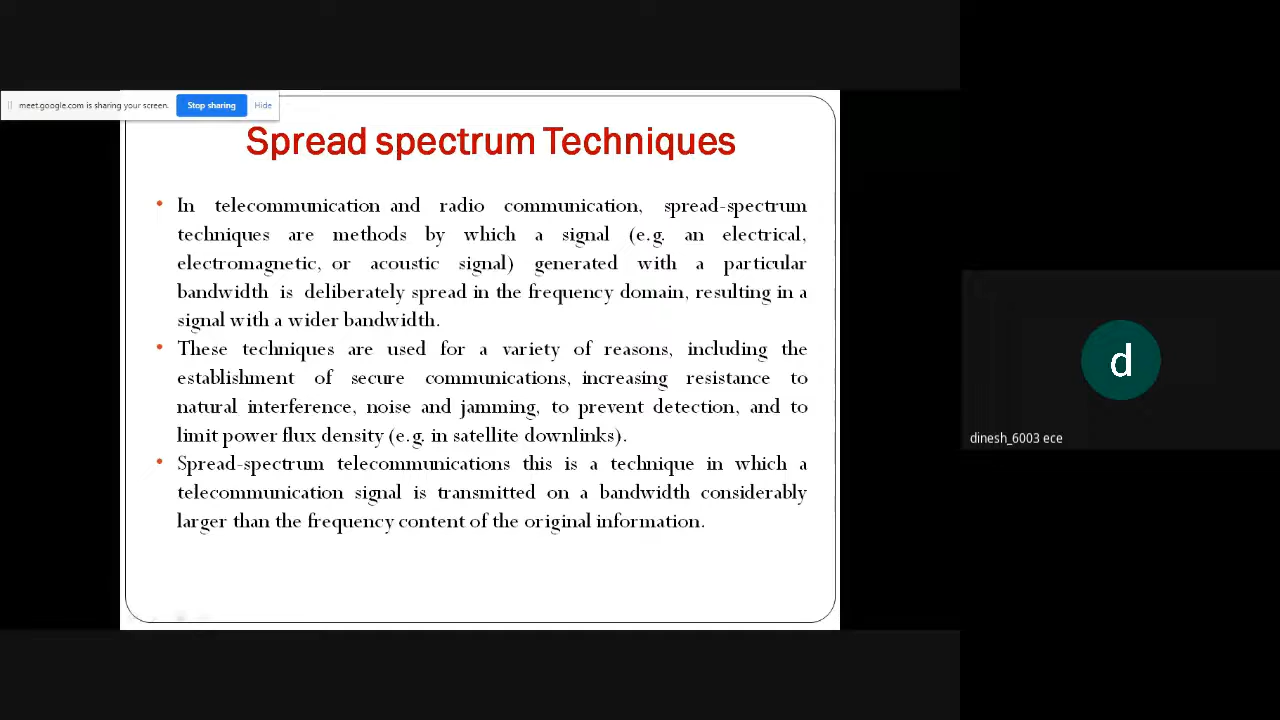 meet.google.com is sharing your screen. Stop sharing Hide
Spread spectrum Techniques
• In telecommunication and radio communication, spread-spectrum
techniques are methods by which a signal (e.g. an electrical,
electromagnetic, or acoustic signal) generated with a particular
bandwidth is deliberately spread in the frequency domain, resulting in a
signal with a wider bandwidth.
• These techniques are used for a variety of reasons, including the
establishment of secure communications, increasing resistance to
natural interference, noise and jamming, to prevent detection, and to
limit power flux density (e.g. in satellite downlinks).
• Spread-spectrum telecommunications this is a technique in which a
telecommunication signal is transmitted on a bandwidth considerably
larger than the frequency content of the original information.
d
dinesh_6003 ece